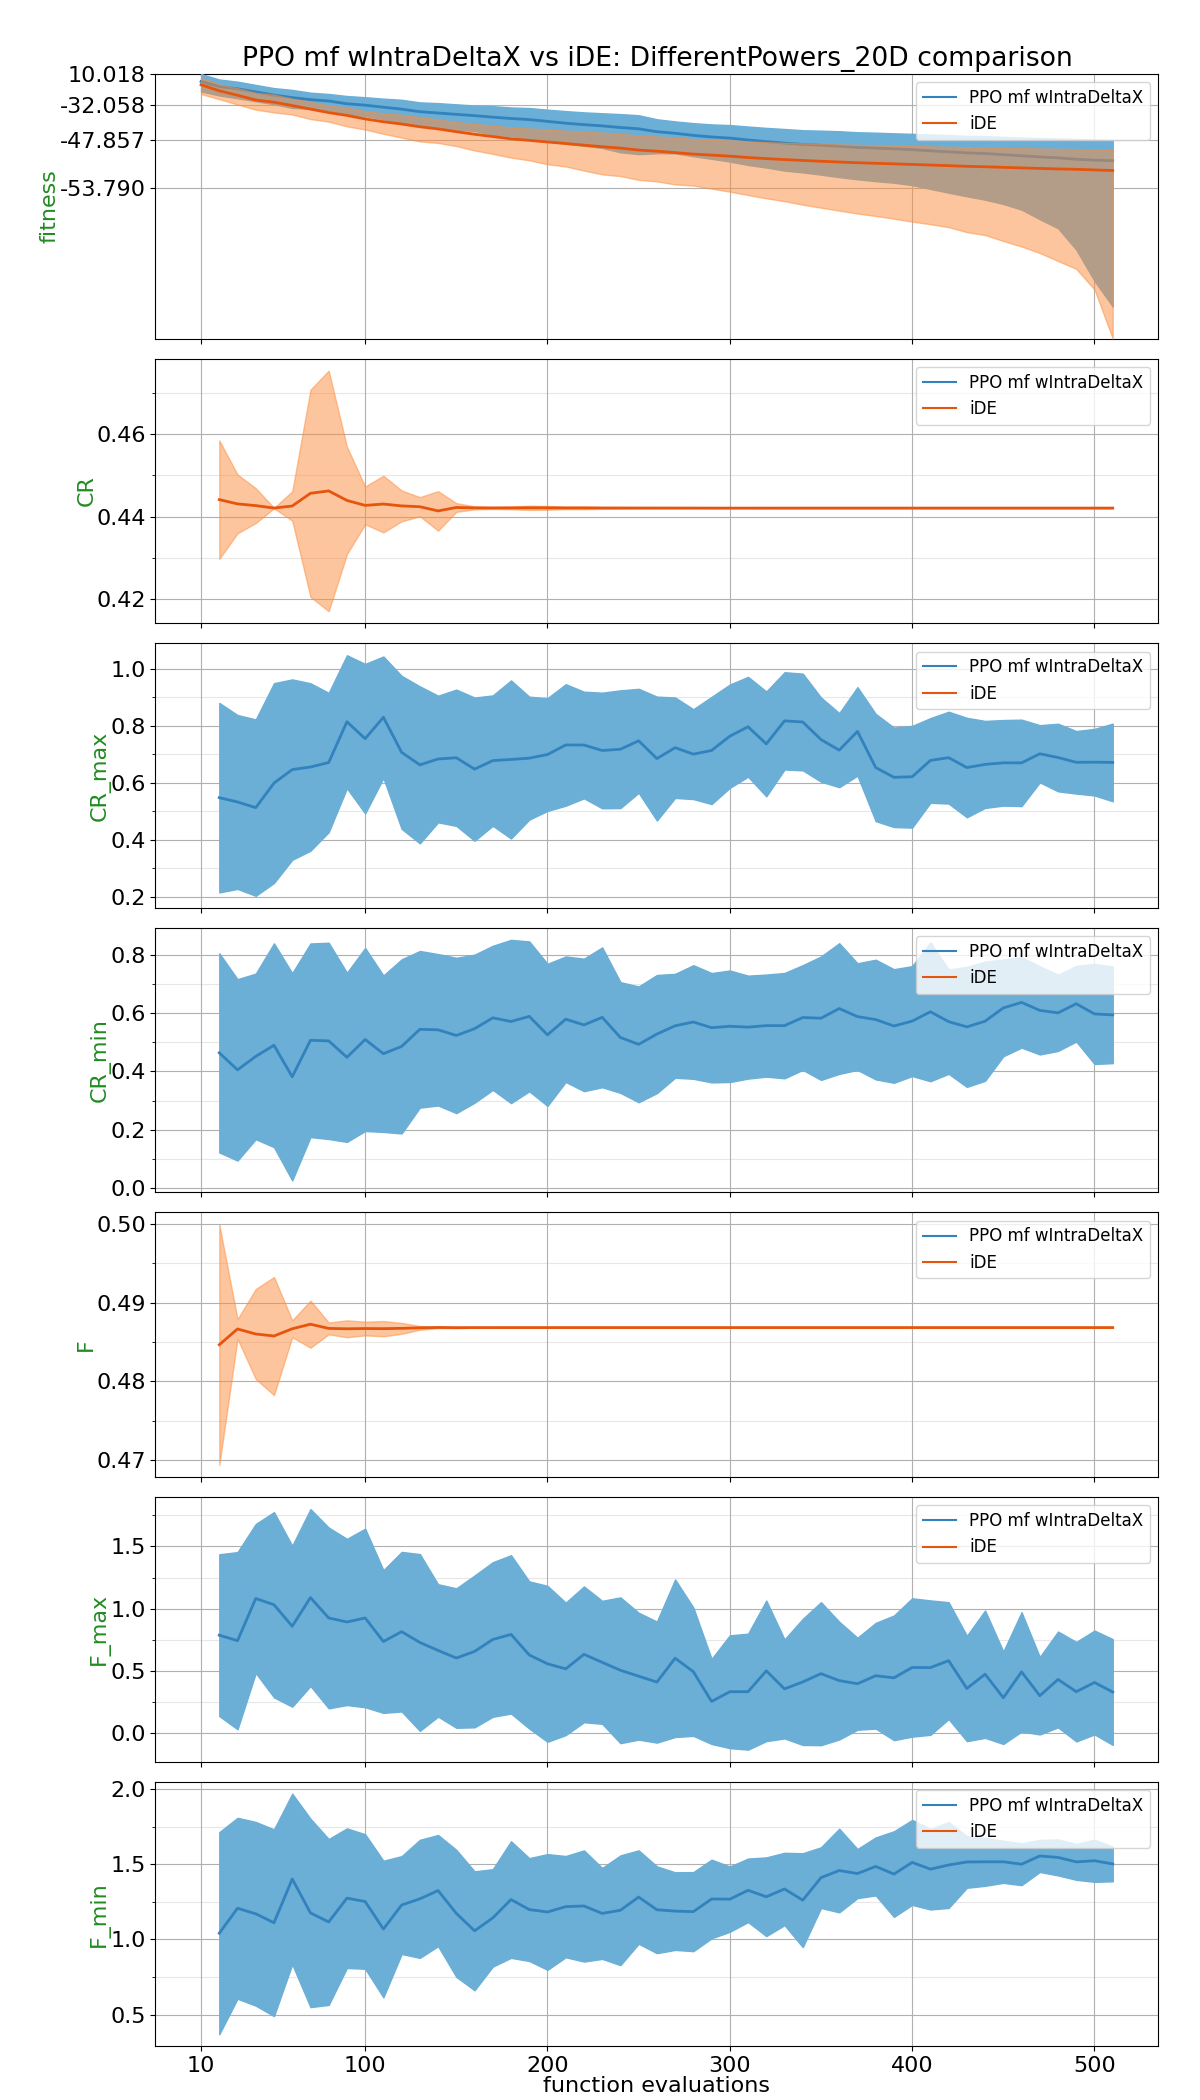 PPO mf wIntraDeltaX vs iDE: DifferentPowers_20D comparison
10.018
-32.058
-47.857
-53.790
fitness
PPO mf wIntraDeltaX
iDE
0.46
0.44
0.42
CR
PPO mf wIntraDeltaX
iDE
1.0
0.8
0.6
0.4
0.2
CR_max
PPO mf wIntraDeltaX
iDE
0.8
0.6
0.4
0.2
0.0
CR_min
PPO mf wIntraDeltaX
iDE
0.50
0.49
0.48
0.47
F
PPO mf wIntraDeltaX
iDE
1.5
1.0
0.5
0.0
F_max
PPO mf wIntraDeltaX
iDE
2.0
1.5
1.0
0.5
F_min
PPO mf wIntraDeltaX
iDE
10 100 200 300 400 500
function evaluations